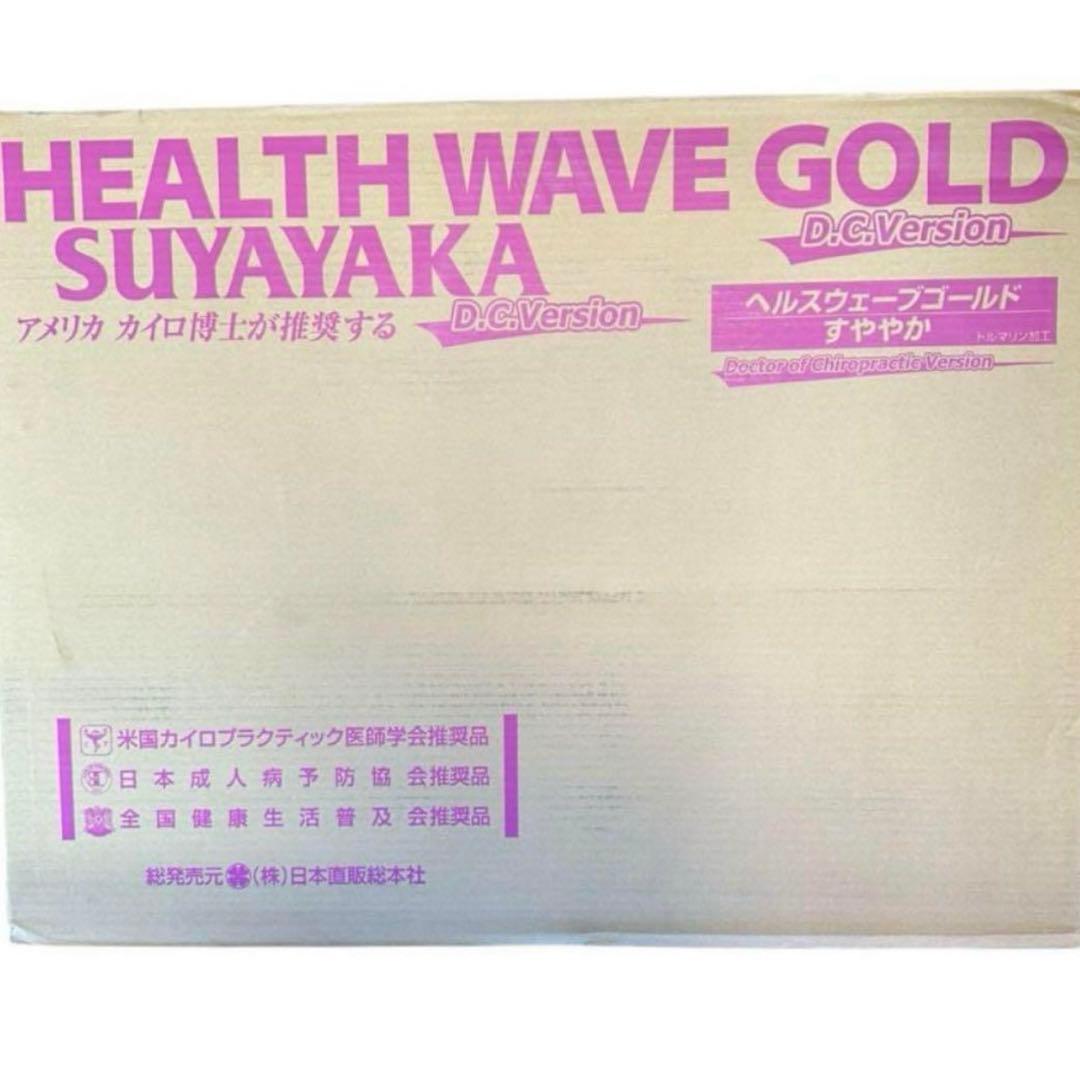 HEALTH WAVE GOLD
D.C.Version
SUYAYAKA
D.C.Version
アメリカ カイロ博士が推奨する
ヘルスウェーブゴールド
すややか
トルマリン加工
Doctor of Chiropractic Version
米国カイロプラクティック医師学会推奨品
日本成人病予防協会推奨品
全国健康生活普及会推奨品
総発売元 (株)日本直販総本社